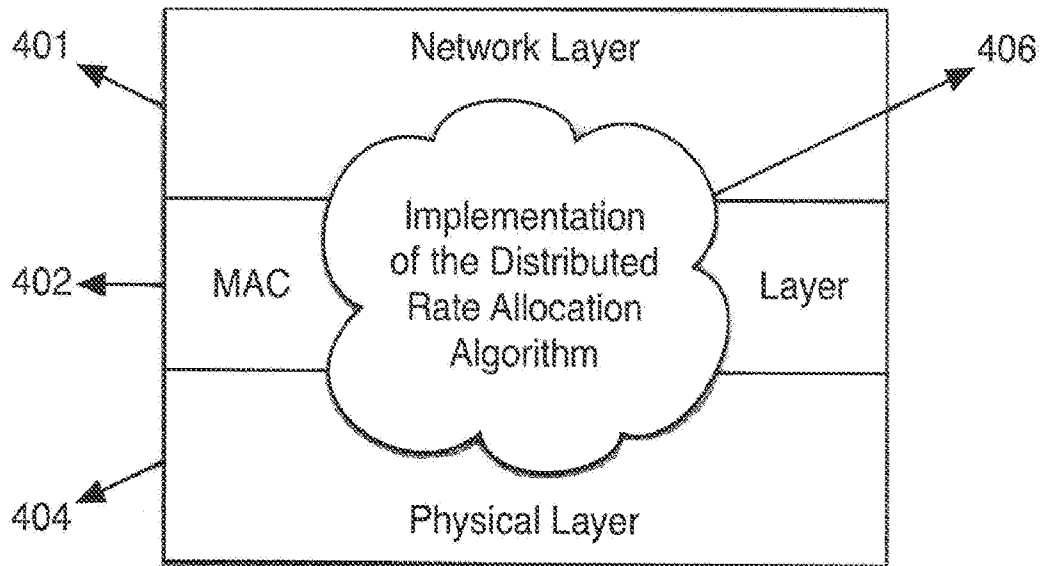 401
Network Layer
406
Implementation
of the Distributed
Rate Allocation
Algorithm
402
MAC
Layer
404
Physical Layer